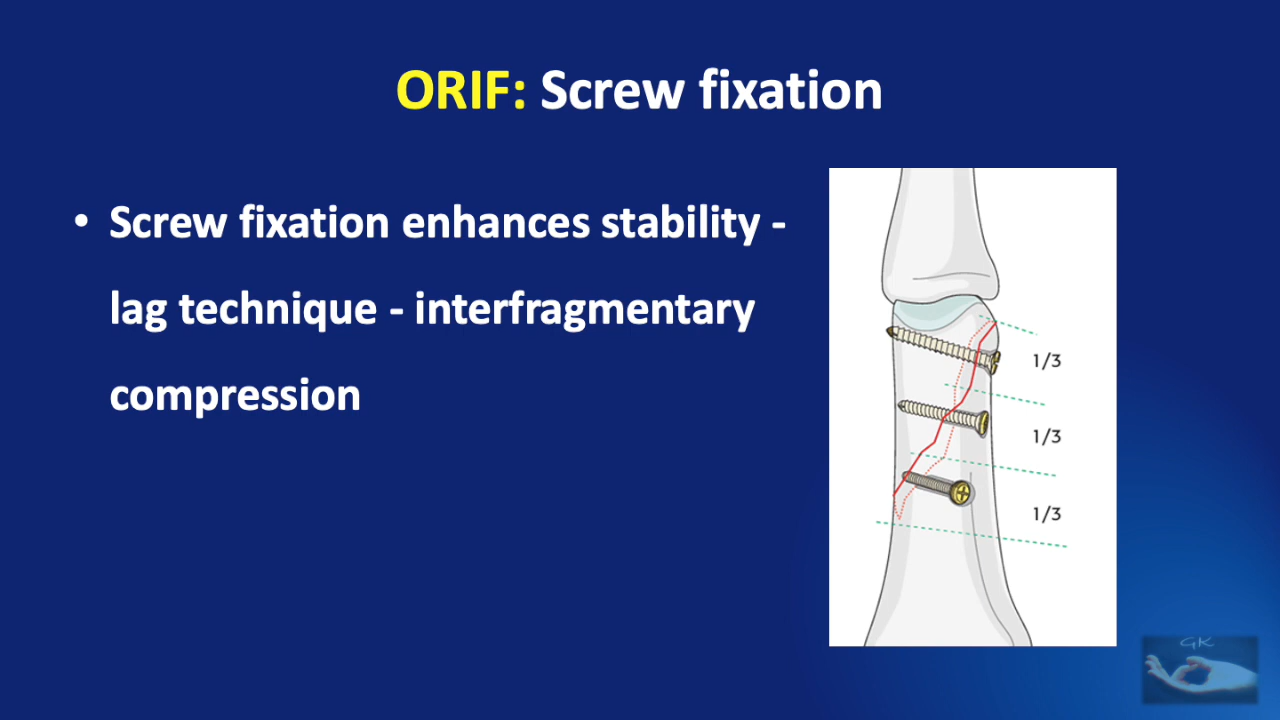 ORIF: Screw fixation
• Screw fixation enhances stability -
lag technique - interfragmentary
compression
1/3
1/3
1/3
GK